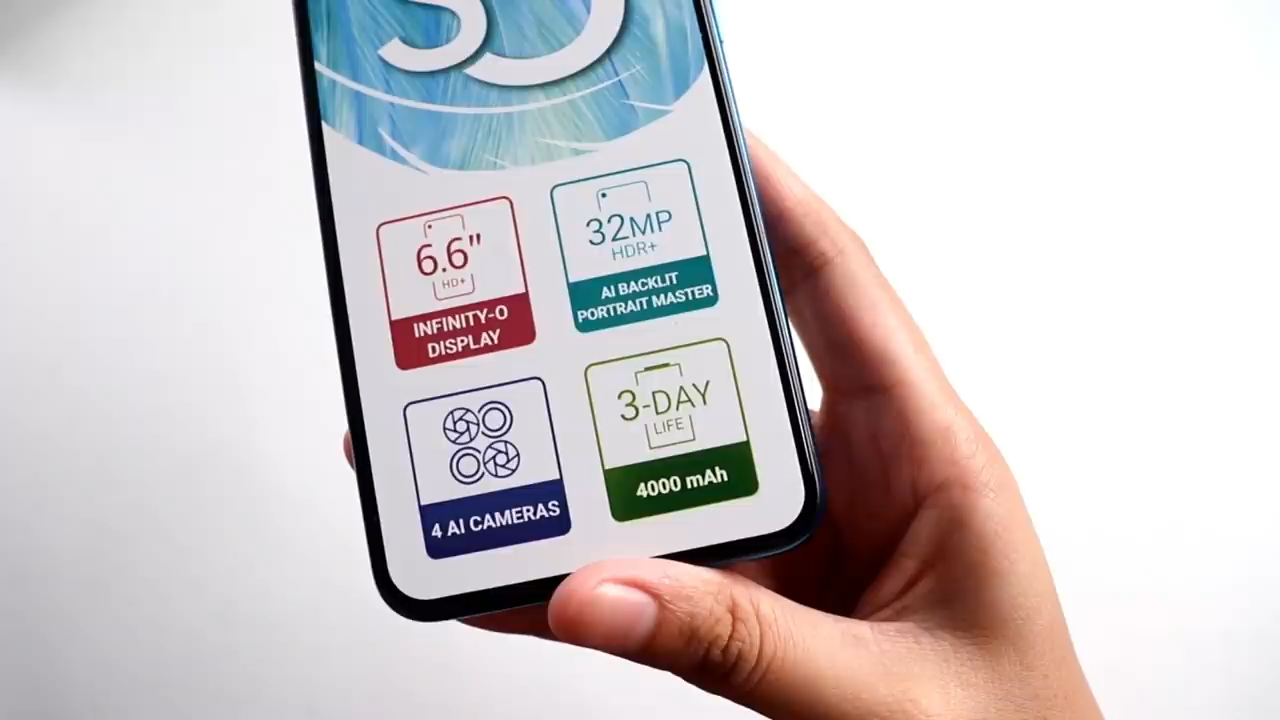 6.6"
HD+
INFINITY-O
DISPLAY
32MP
HDR+
AI BACKLIT
PORTRAIT MASTER
4 AI CAMERAS
3-DAY
LIFE
4000 mAh